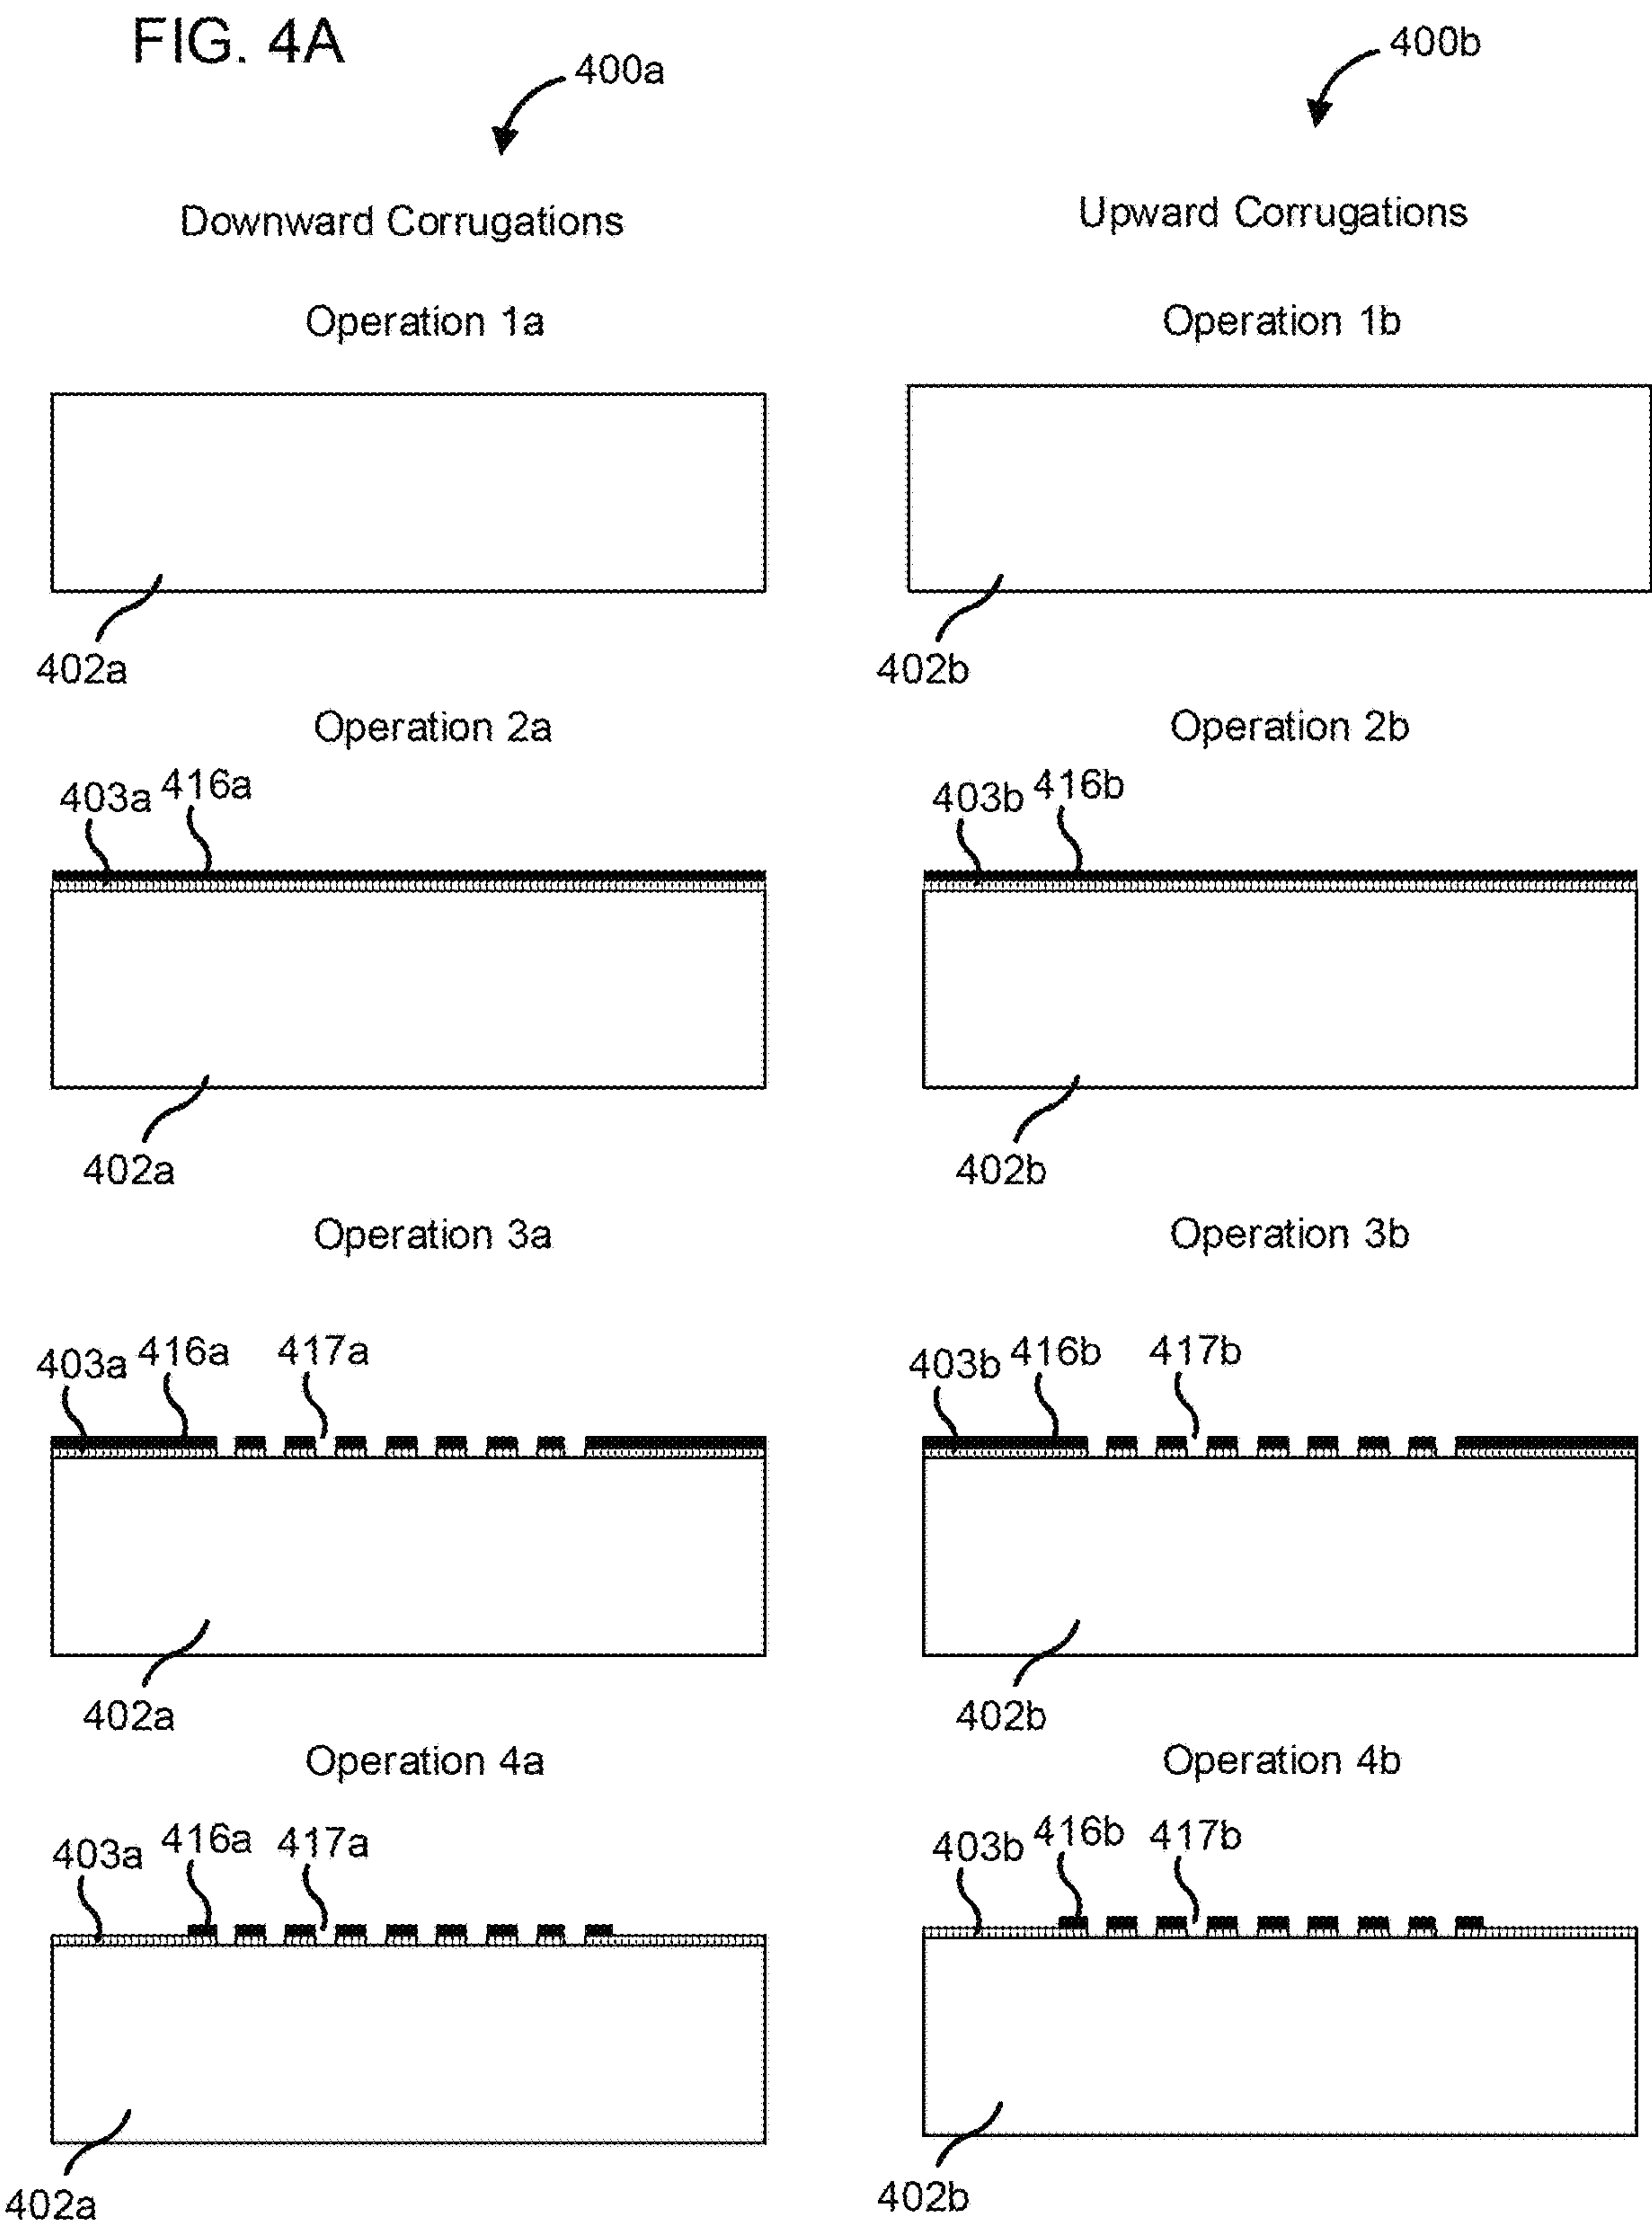 FIG. 4A
400a
400b
Downward Corrugations
Upward Corrugations
Operation 1a
Operation 1b
402a
402b
Operation 2a
Operation 2b
403a 416a
403b 416b
402a
402b
Operation 3a
Operation 3b
403a 416a 417a
403b 416b 417b
402a
402b
Operation 4a
Operation 4b
403a 416a 417a
403b 416b 417b
402a
402b